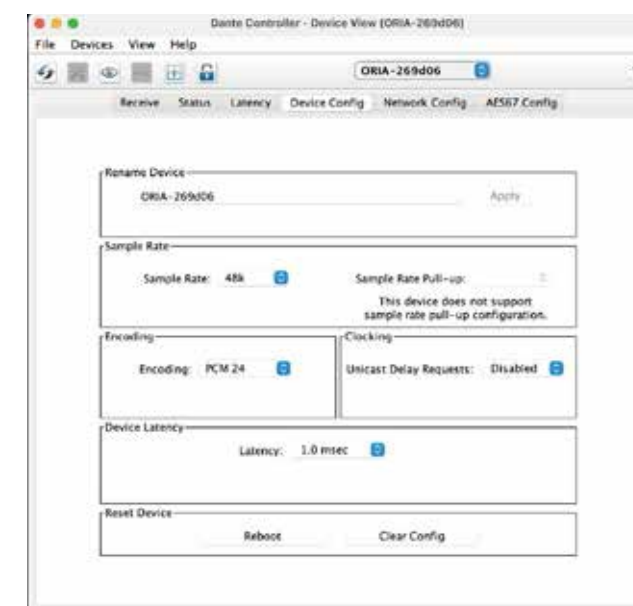 Dante Controller - Device View (ORIA-269d06)
File Devices View Help
ORIA-269d06
Receive Status Latency Device Config Network Config AES67 Config
Rename Device
ORIA-269d06 Apply
Sample Rate
Sample Rate: 48k Sample Rate Pull-up:
This device does not support
sample rate pull-up configuration.
Encoding Clocking
Encoding: PCM 24 Unicast Delay Requests: Disabled
Device Latency
Latency: 1.0 msec
Reset Device
Reboot Clear Config